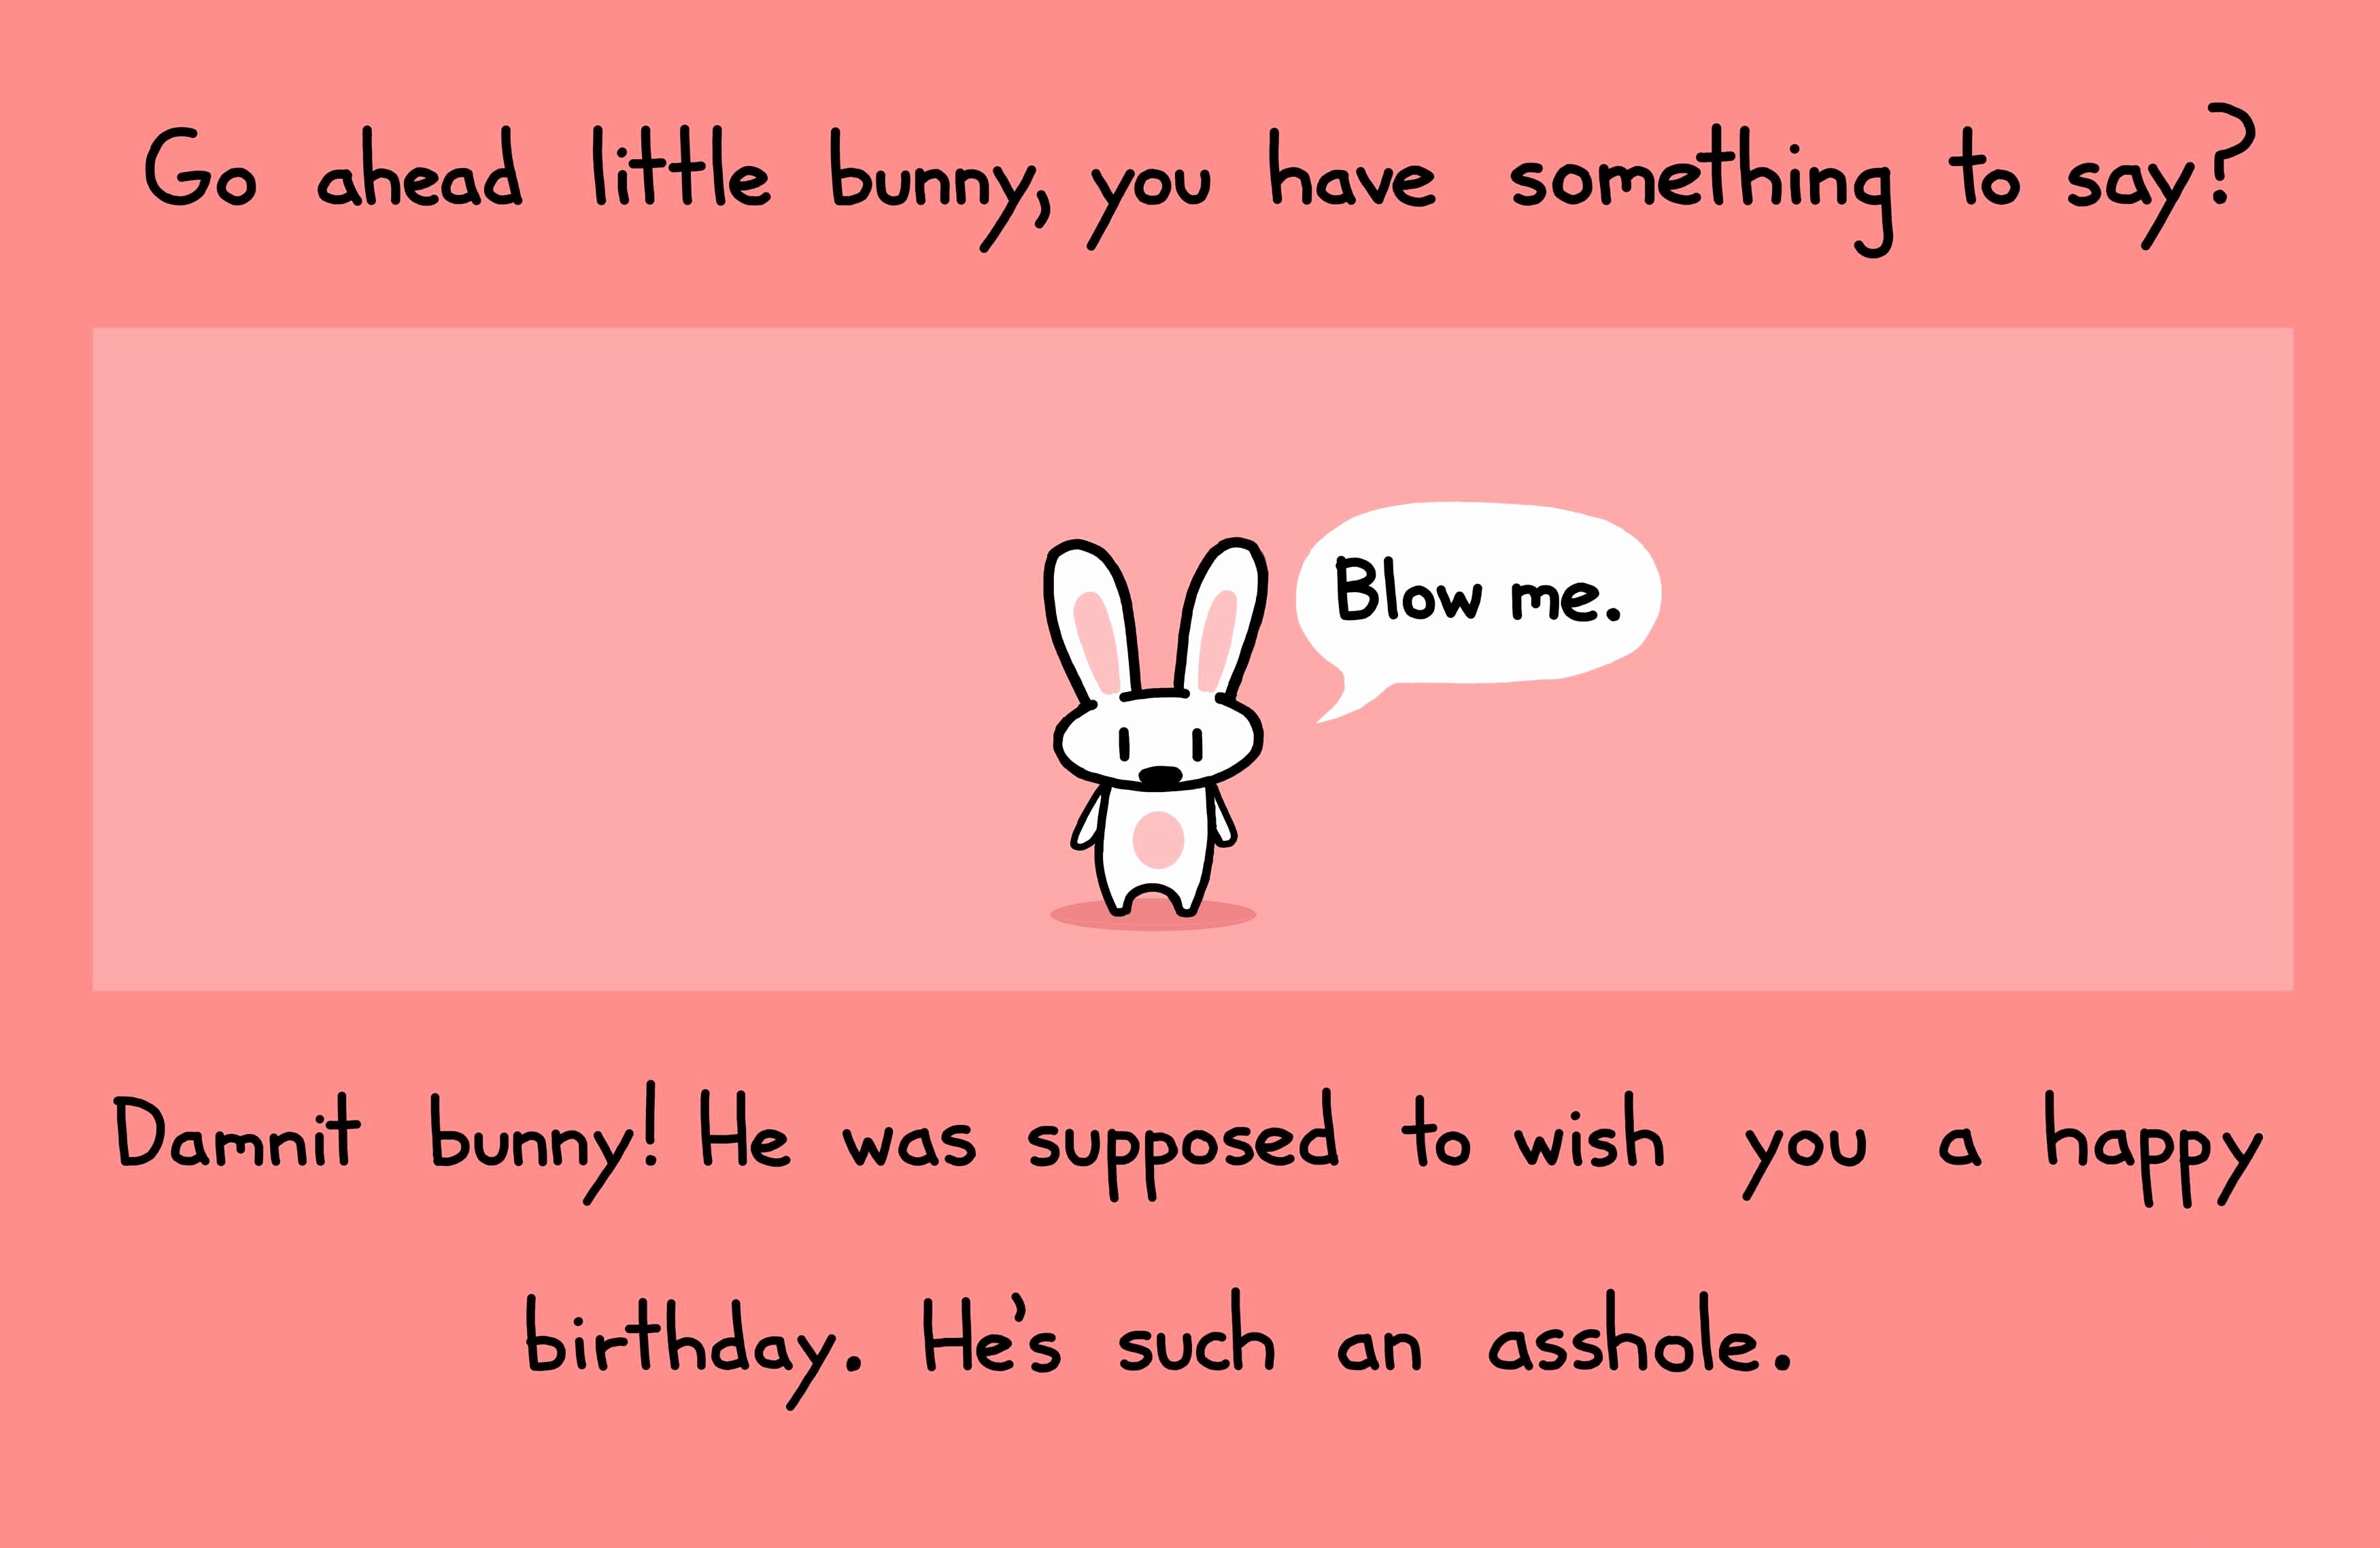 Go ahead little bunny, you have something to say?
Blow me.
Damnit bunny! He was supposed to wish you a happy
birthday. He's such an asshole.